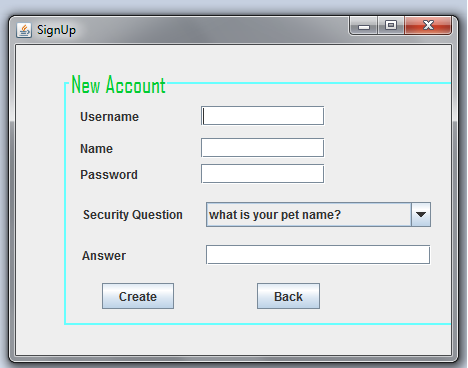 SignUp
New Account
Username
Name
Password
Security Question what is your pet name?
Answer
Create Back